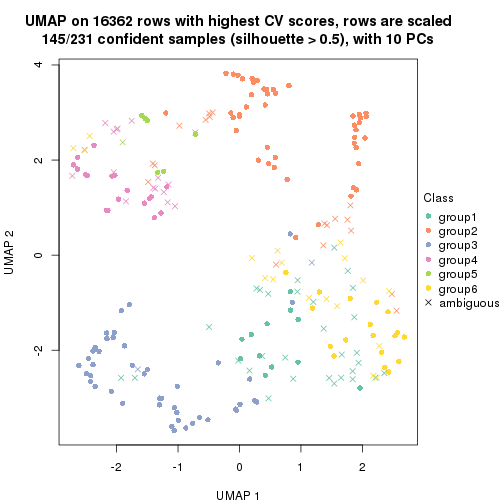 UMAP on 16362 rows with highest CV scores, rows are scaled
145/231 confident samples (silhouette > 0.5), with 10 PCs
4
2
0
-2
UMAP 2
-2
-1
0
1
2
UMAP 1
Class
group1
group2
group3
group4
group5
group6
ambiguous